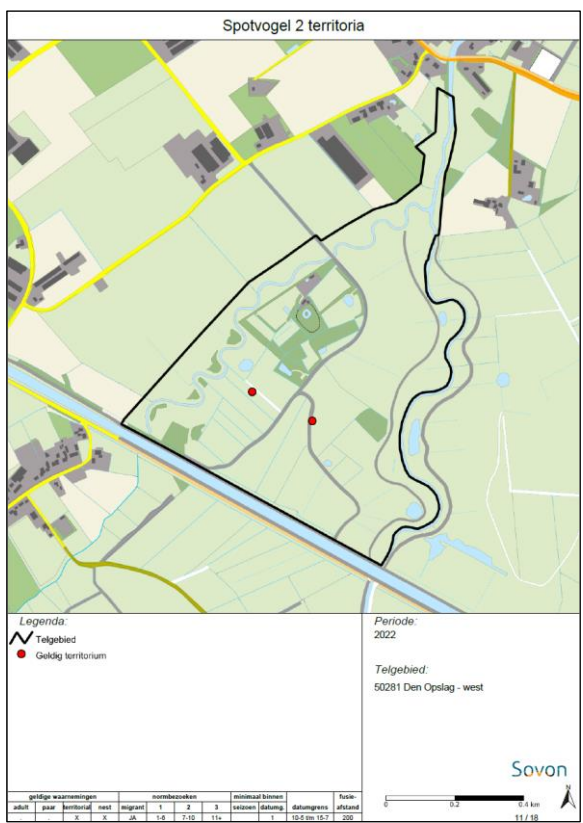 Spotvogel 2 territoria
Legenda:
Telgebied
Geldig territorium
Periode:
2022
Telgebied:
50281 Den Opslag - west
Sovon
N
0 0.2 0.4 km
11 / 18
geldige waarnemingen normbezoeken minimaal binnen fusie-
adult paar territoriaal nest migrant 1 2 3 seizoen datumg. datumgrens afstand
. . X X JA 1-6 7-10 11+ 1 10-5 t/m 15-7 200